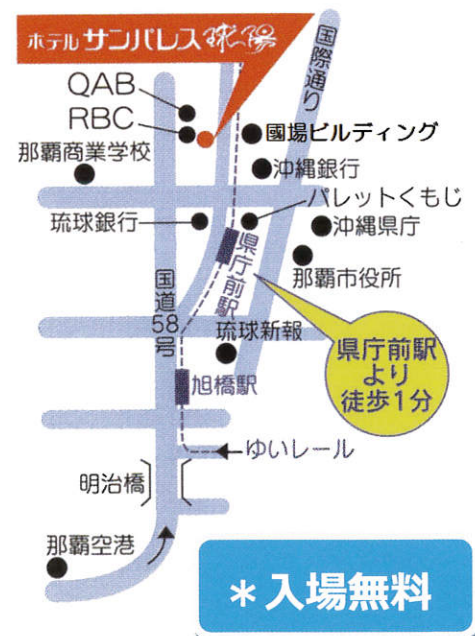 ホテル サンパレス球陽
国際通り
QAB
RBC
國場ビルディング
那覇商業学校
沖縄銀行
パレットくもじ
琉球銀行
沖縄県庁
県庁前駅
那覇市役所
国道58号
琉球新報
県庁前駅
より
徒歩1分
旭橋駅
ゆいレール
明治橋
那覇空港
＊入場無料